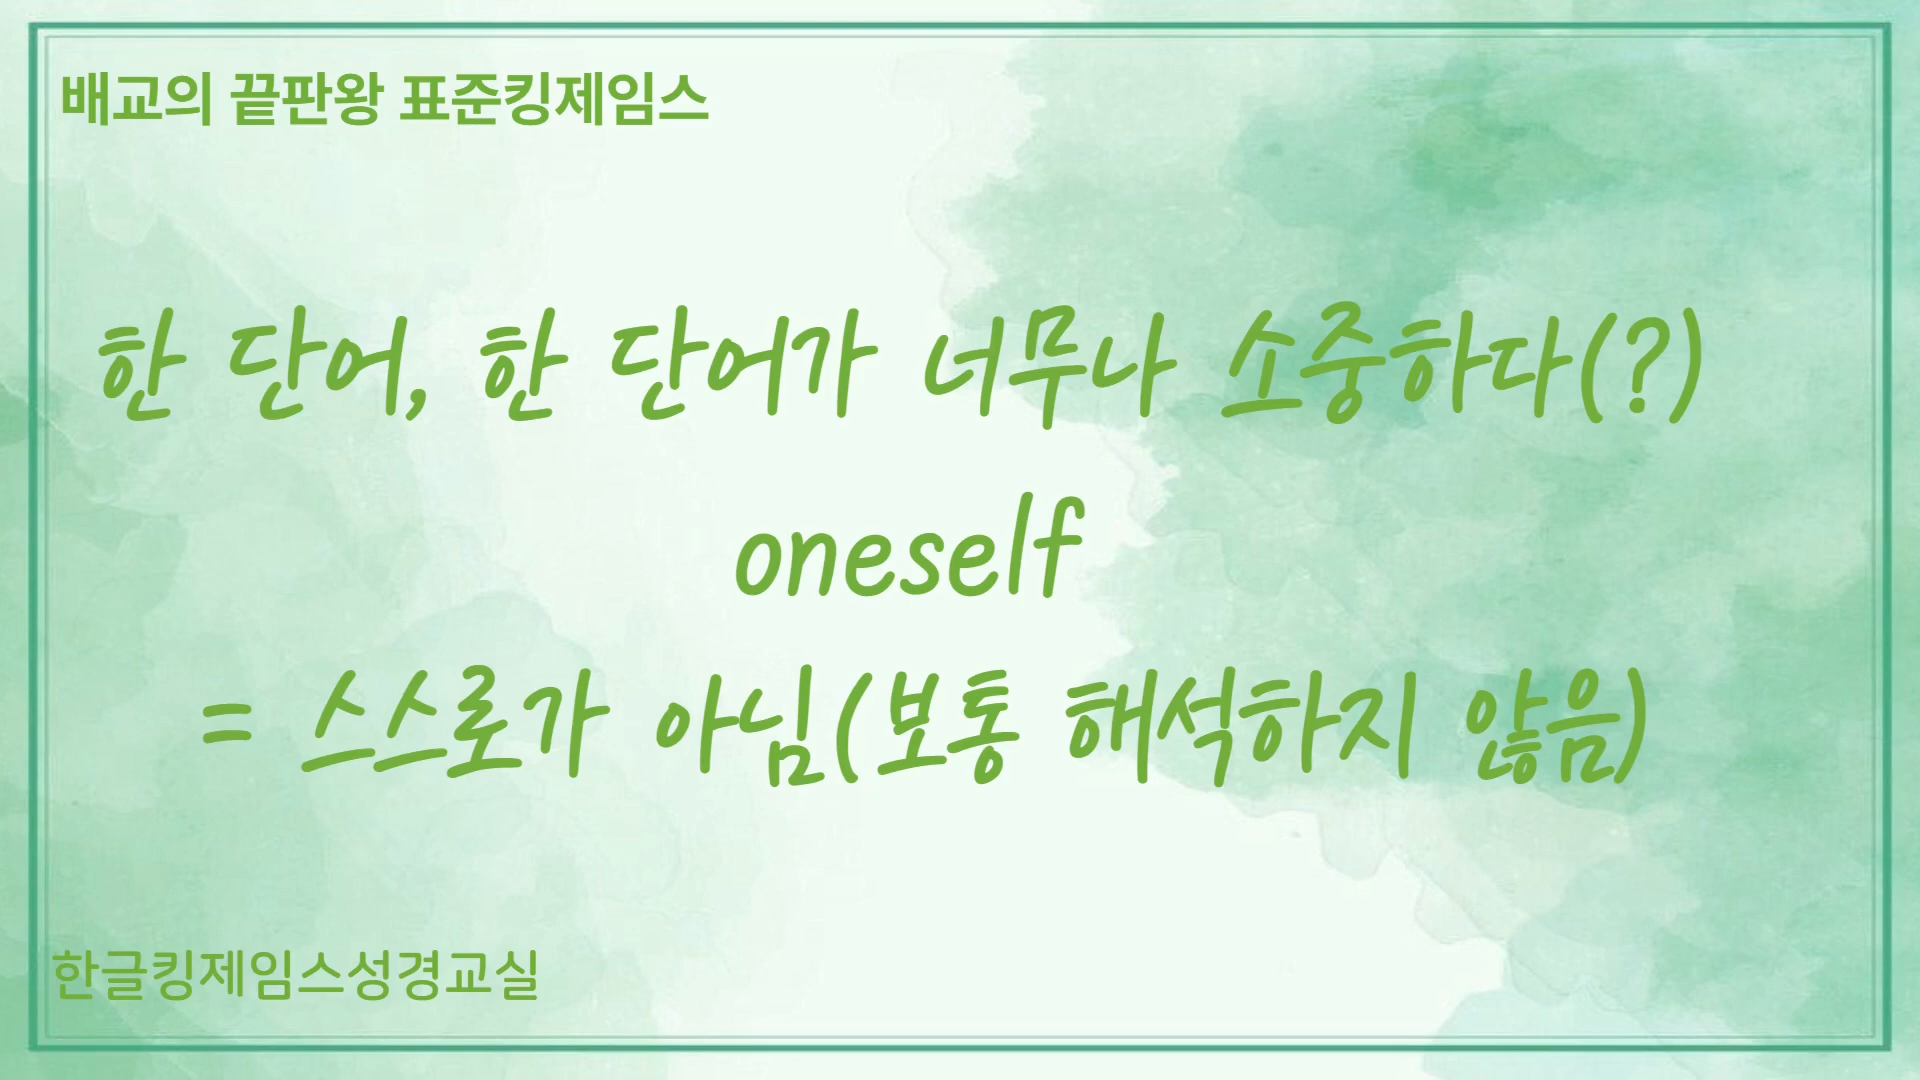 배교의 끝판왕 표준킹제임스
한 단어, 한 단어가 너무나 소중하다(?)
oneself
= 스스로가 아님(보통 해석하지 않음)
한글킹제임스성경교실